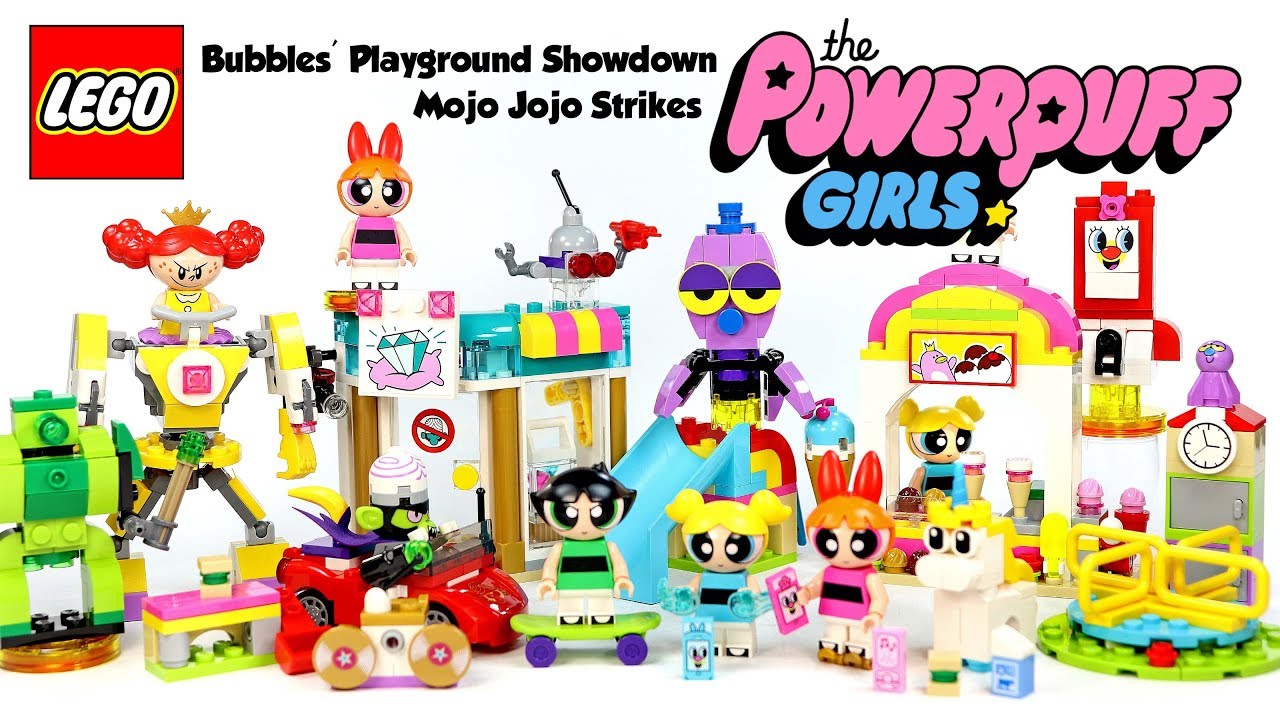 LEGO®
Bubbles' Playground Showdown
Mojo Jojo Strikes
the
POWERPUFF
GIRLS